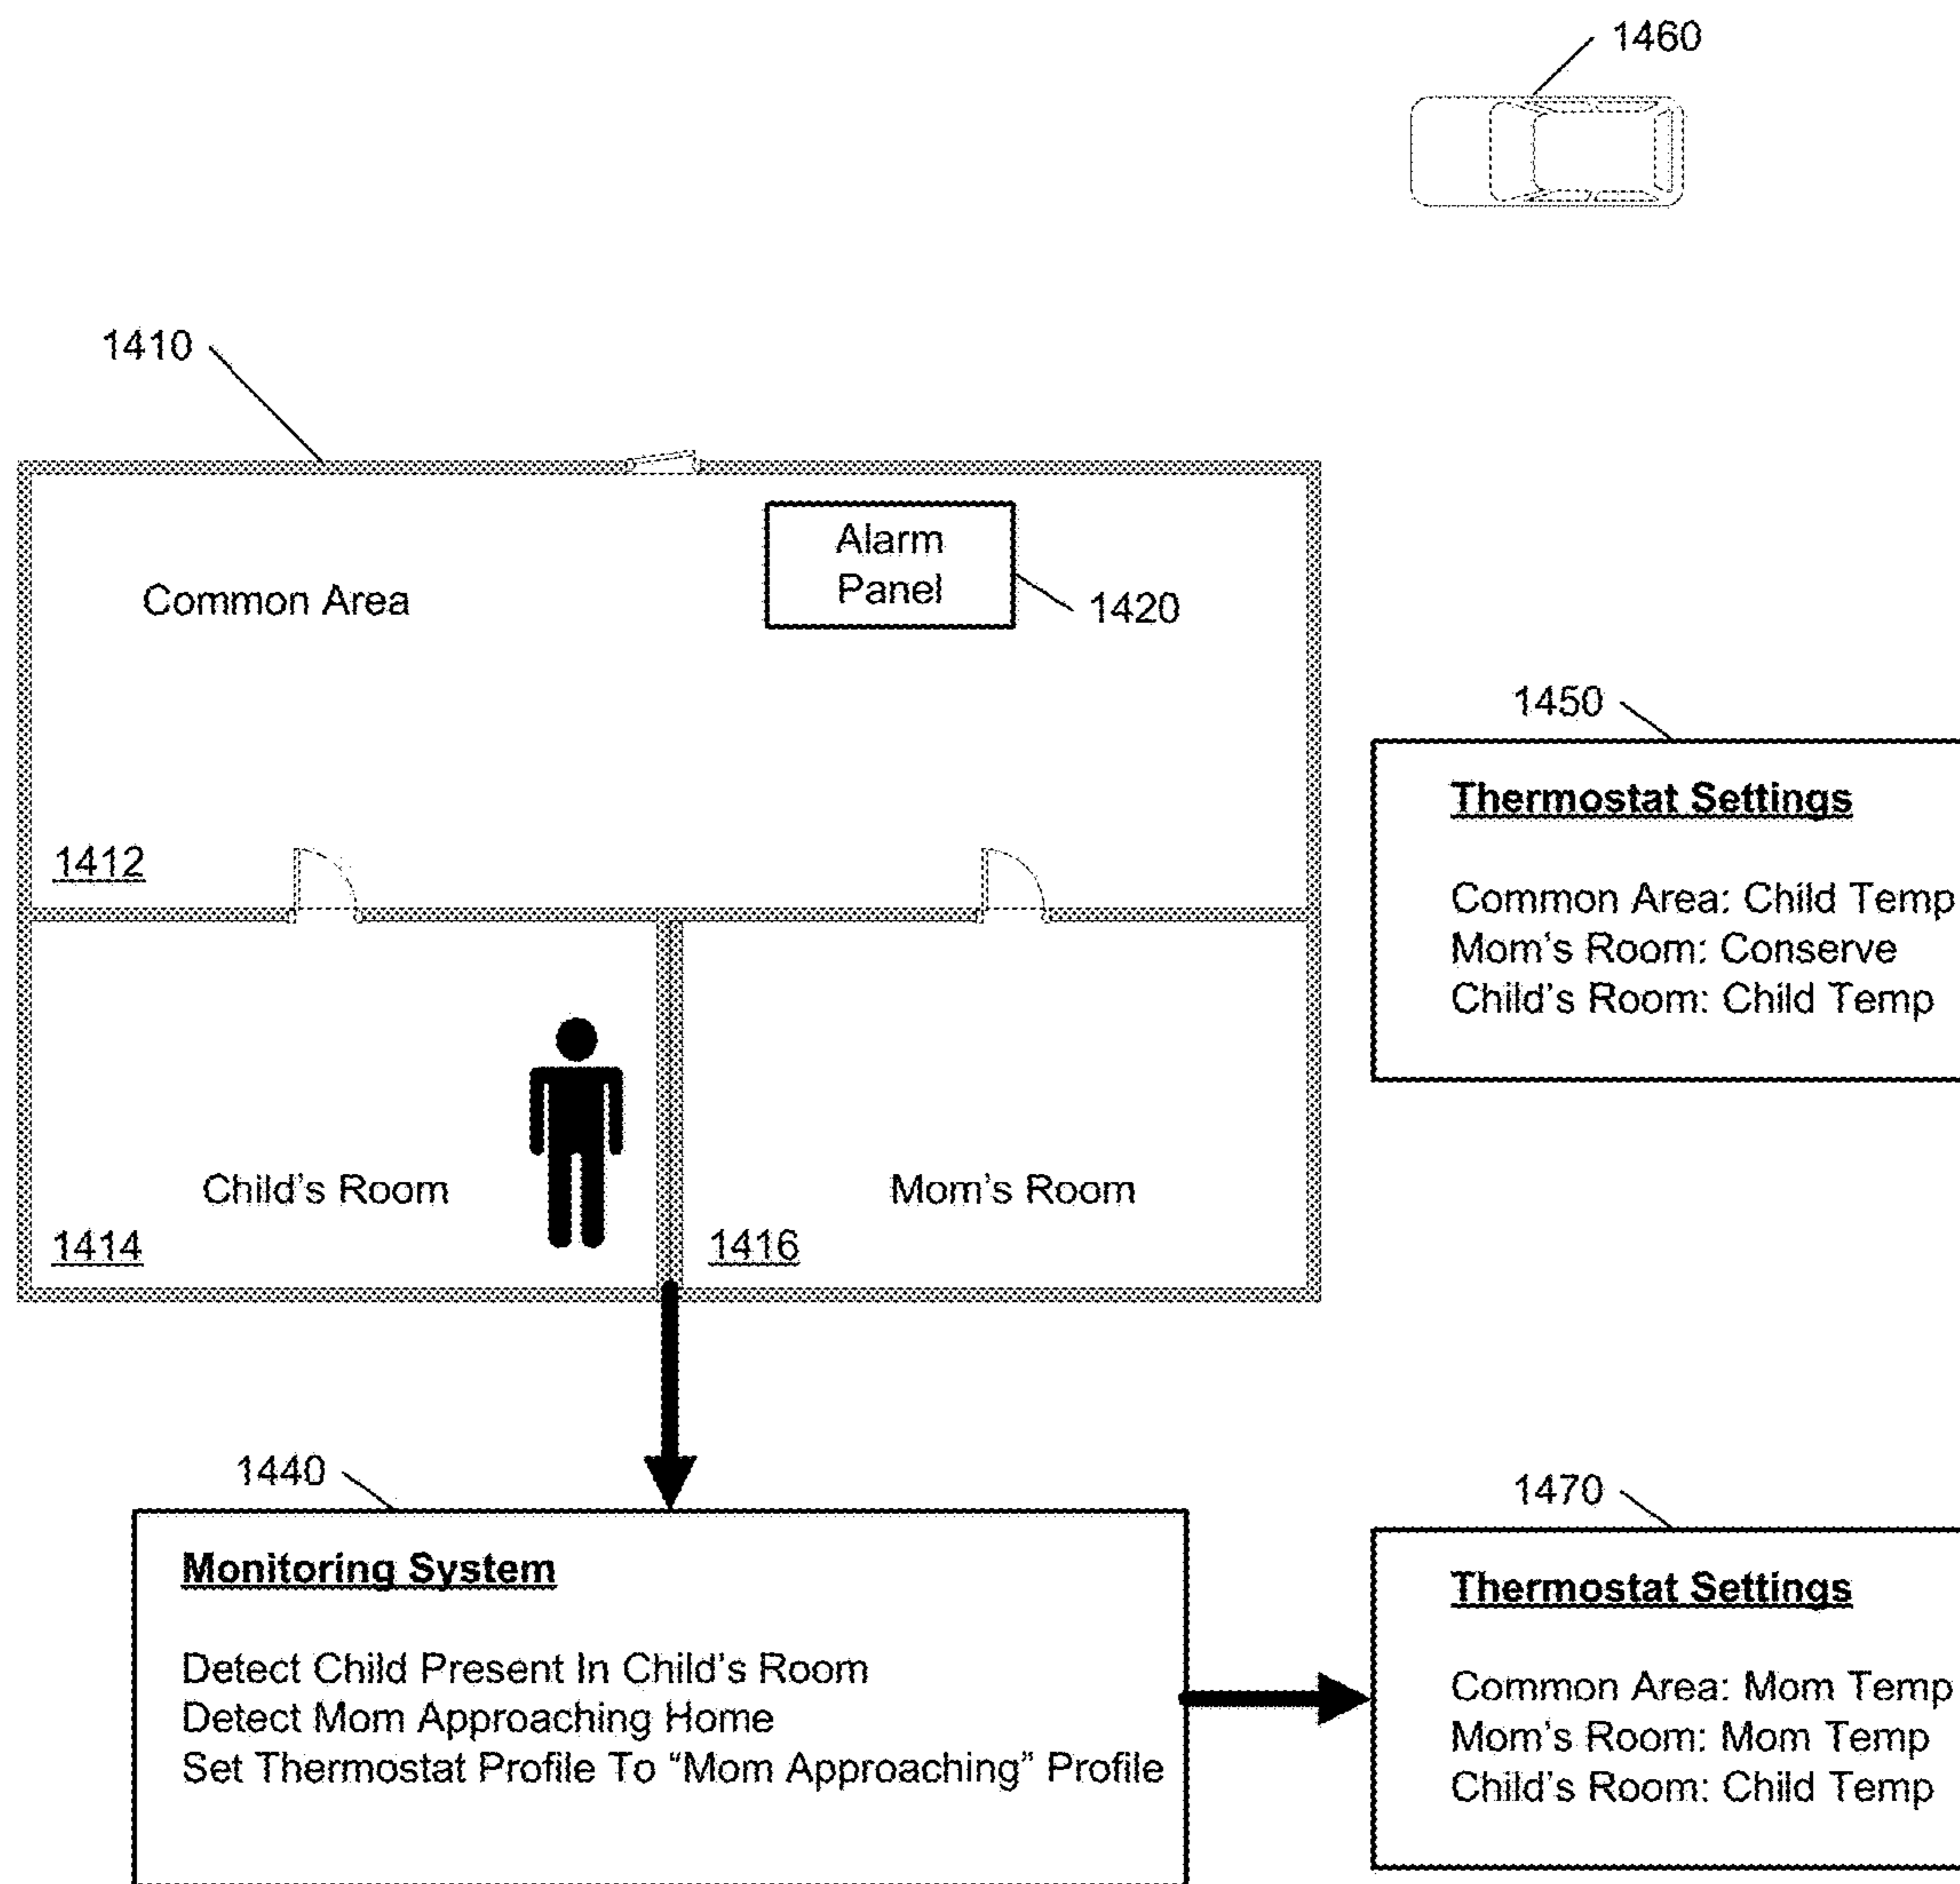 1460
1410
Alarm
Panel
Common Area
1420
1412
1450
Thermostat Settings
Common Area: Child Temp
Mom's Room: Conserve
Child's Room: Child Temp
Child's Room
Mom's Room
1414
1416
1440
Monitoring System
Detect Child Present In Child's Room
Detect Mom Approaching Home
Set Thermostat Profile To “Mom Approaching” Profile
1470
Thermostat Settings
Common Area: Mom Temp
Mom's Room: Mom Temp
Child's Room: Child Temp